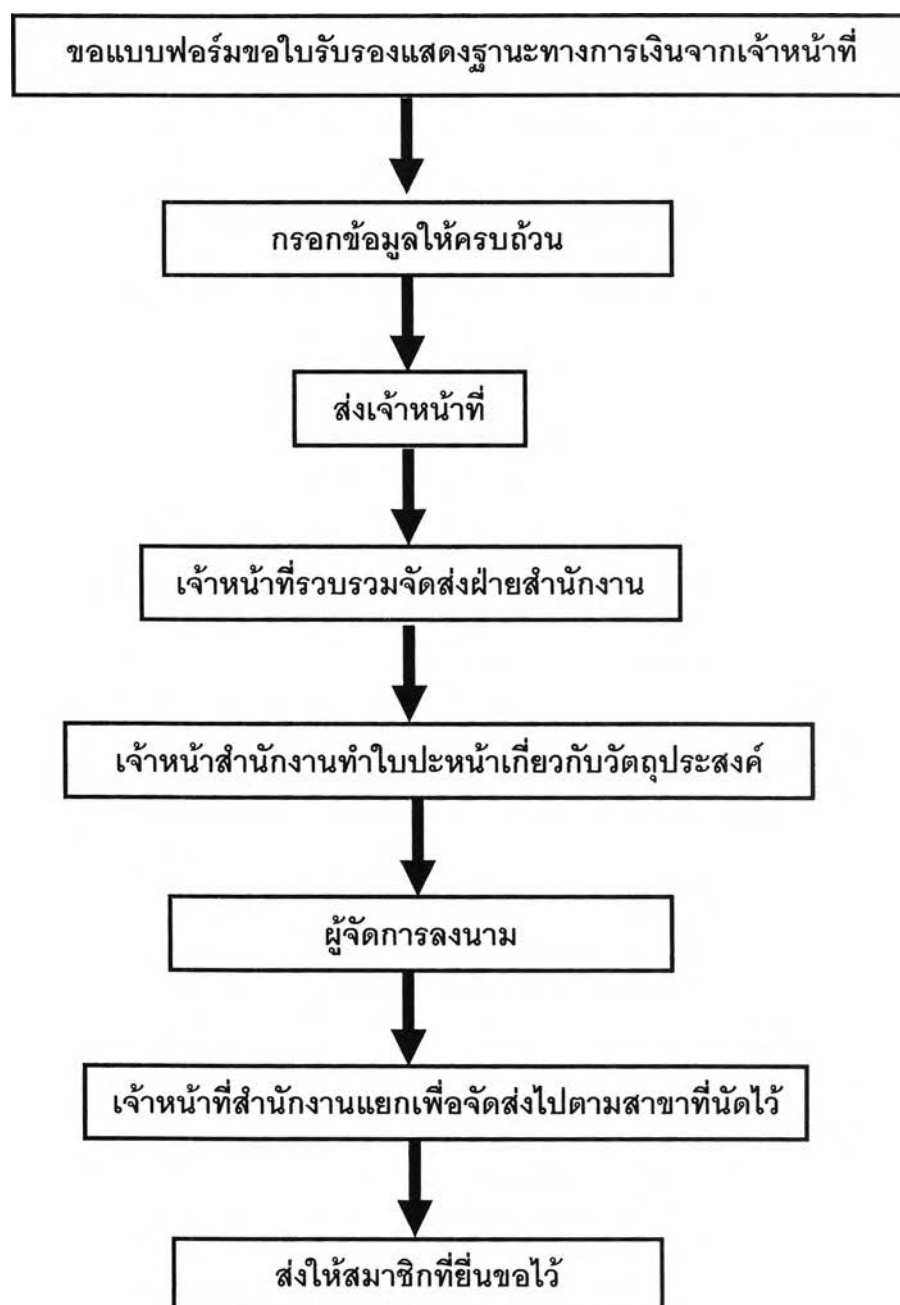 ขอแบบฟอร์มขอใบรับรองแสดงฐานะทางการเงินจากเจ้าหน้าที่
กรอกข้อมูลให้ครบถ้วน
ส่งเจ้าหน้าที่
เจ้าหน้าที่รวบรวมจัดส่งฝ่ายสำนักงาน
เจ้าหน้าสำนักงานทำใบปะหน้าเกี่ยวกับวัตถุประสงค์
ผู้จัดการลงนาม
เจ้าหน้าที่สำนักงานแยกเพื่อจัดส่งไปตามสาขาที่นัดไว้
ส่งให้สมาชิกที่ยื่นขอไว้